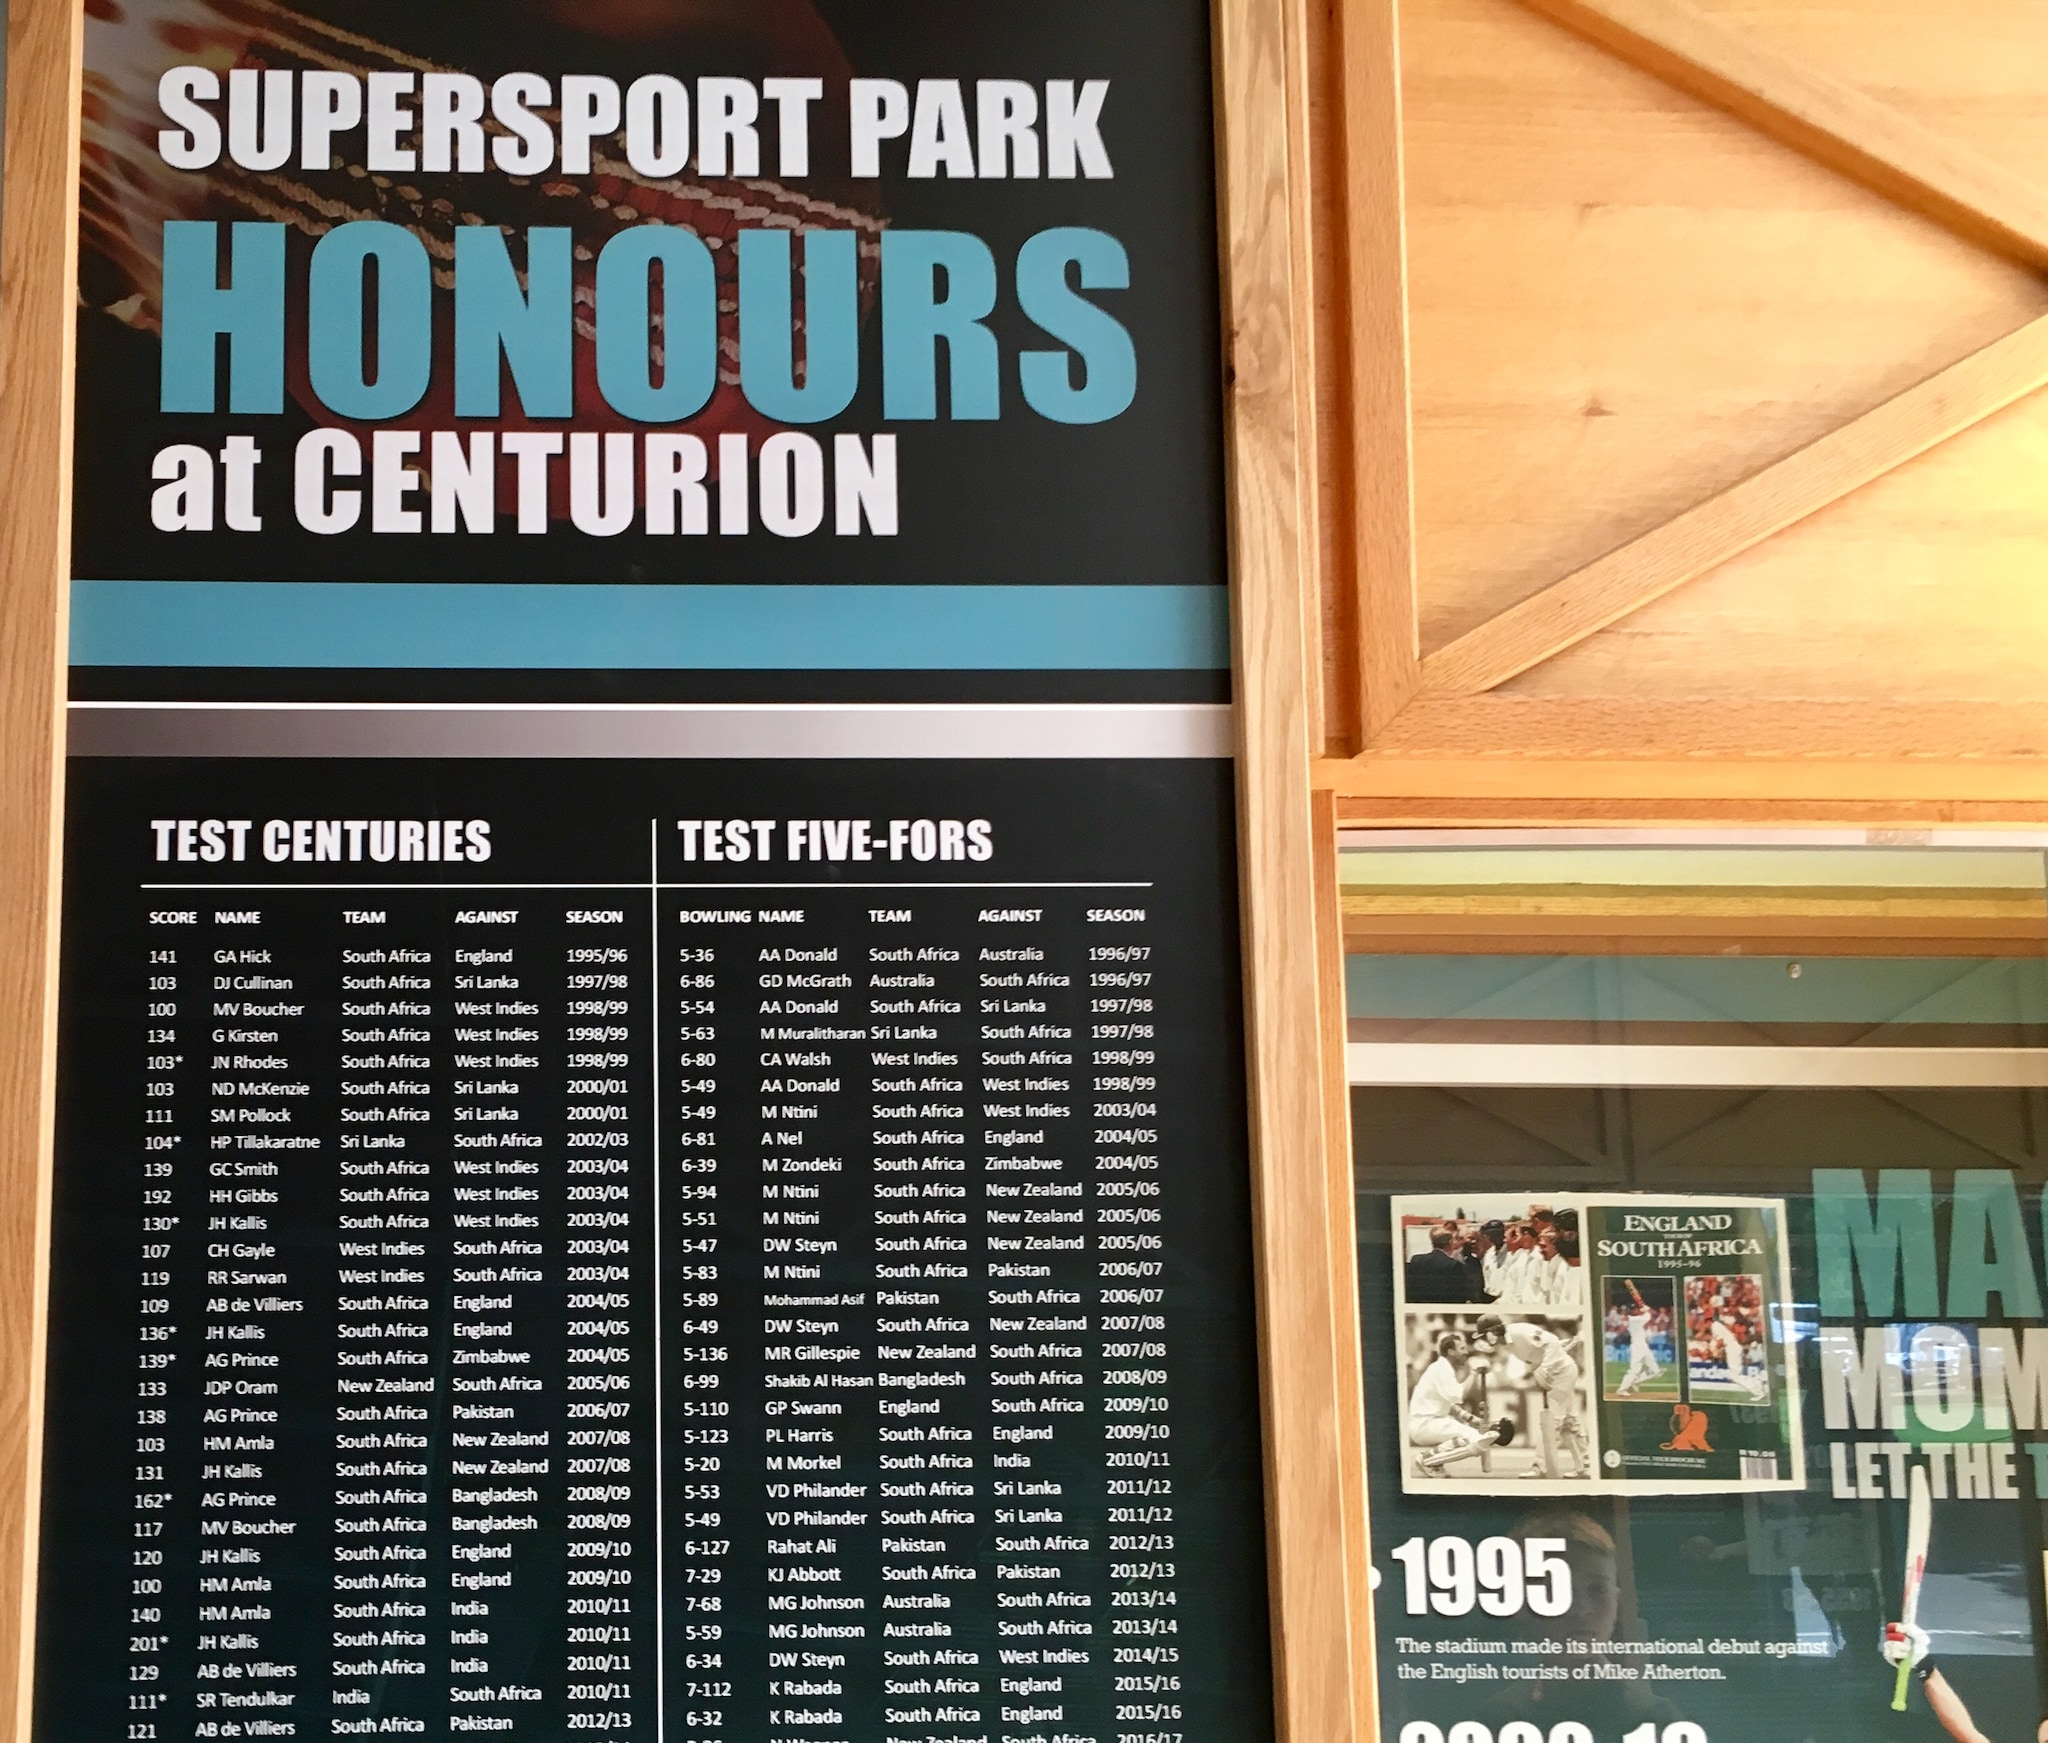 SUPERSPORT PARK
HONOURS
at CENTURION
TEST CENTURIES
SCORE NAME TEAM AGAINST SEASON
141 GA Hick South Africa England 1995/96
103 DJ Cullinan South Africa Sri Lanka 1997/98
100 MV Boucher South Africa West Indies 1998/99
134 G Kirsten South Africa West Indies 1998/99
103* JN Rhodes South Africa West Indies 1998/99
103 ND McKenzie South Africa Sri Lanka 2000/01
111 SM Pollock South Africa Sri Lanka 2000/01
104* HP Tillakaratne Sri Lanka South Africa 2002/03
139 GC Smith South Africa West Indies 2003/04
192 HH Gibbs South Africa West Indies 2003/04
130* JH Kallis South Africa West Indies 2003/04
107 CH Gayle West Indies South Africa 2003/04
119 RR Sarwan West Indies South Africa 2003/04
109 AB de Villiers South Africa England 2004/05
136* JH Kallis South Africa England 2004/05
139* AG Prince South Africa Zimbabwe 2004/05
133 JDP Oram New Zealand South Africa 2005/06
138 AG Prince South Africa Pakistan 2006/07
103 HM Amla South Africa New Zealand 2007/08
131 JH Kallis South Africa New Zealand 2007/08
162* AG Prince South Africa Bangladesh 2008/09
117 MV Boucher South Africa Bangladesh 2008/09
120 JH Kallis South Africa England 2009/10
100 HM Amla South Africa England 2009/10
140 HM Amla South Africa India 2010/11
201* JH Kallis South Africa India 2010/11
129 AB de Villiers South Africa India 2010/11
111* SR Tendulkar India South Africa 2010/11
121 AB de Villiers South Africa Pakistan 2012/13
TEST FIVE-FORS
BOWLING NAME TEAM AGAINST SEASON
5-36 AA Donald South Africa Australia 1996/97
6-86 GD McGrath Australia South Africa 1996/97
5-54 AA Donald South Africa Sri Lanka 1997/98
5-63 M Muralitharan Sri Lanka South Africa 1997/98
6-80 CA Walsh West Indies South Africa 1998/99
5-49 AA Donald South Africa West Indies 1998/99
5-49 M Ntini South Africa West Indies 2003/04
6-81 A Nel South Africa England 2004/05
6-39 M Zondeki South Africa Zimbabwe 2004/05
5-94 M Ntini South Africa New Zealand 2005/06
5-51 M Ntini South Africa New Zealand 2005/06
5-47 DW Steyn South Africa New Zealand 2005/06
5-83 M Ntini South Africa Pakistan 2006/07
5-89 Mohammad Asif Pakistan South Africa 2006/07
6-49 DW Steyn South Africa New Zealand 2007/08
5-136 MR Gillespie New Zealand South Africa 2007/08
6-99 Shakib Al Hasan Bangladesh South Africa 2008/09
5-110 GP Swann England South Africa 2009/10
5-123 PL Harris South Africa England 2009/10
5-20 M Morkel South Africa India 2010/11
5-53 VD Philander South Africa Sri Lanka 2011/12
5-49 VD Philander South Africa Sri Lanka 2011/12
6-127 Rahat Ali Pakistan South Africa 2012/13
7-29 KJ Abbott South Africa Pakistan 2012/13
7-68 MG Johnson Australia South Africa 2013/14
5-59 MG Johnson Australia South Africa 2013/14
6-34 DW Steyn South Africa West Indies 2014/15
7-112 K Rabada South Africa England 2015/16
6-32 K Rabada South Africa England 2015/16
New Zealand South Africa 2016/17
ENGLAND
TOUR OF
SOUTH AFRICA
1995-96
MA
MOM
LET THE
1995
The stadium made its international debut against
the English tourists of Mike Atherton.